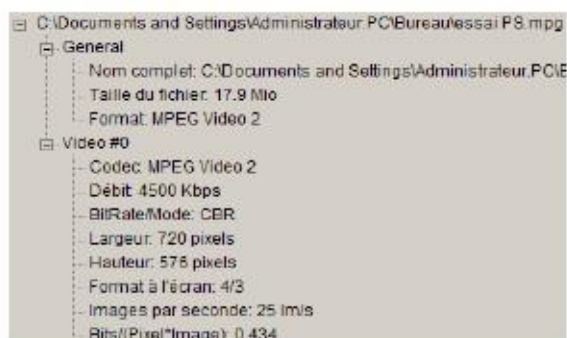 C:\Documents and Settings\Administrateur.PC\Bureau\essai PS.mpg
General
Nom complet: C:\Documents and Settings\Administrateur.PC\B
Taille du fichier: 17.9 Mio
Format: MPEG Video 2
Video #0
Codec: MPEG Video 2
Débit: 4500 Kbps
BitRate/Mode: CBR
Largeur: 720 pixels
Hauteur: 576 pixels
Format à l'écran: 4/3
Images par seconde: 25 im/s
Bits/(Pixel*Image): 0.434